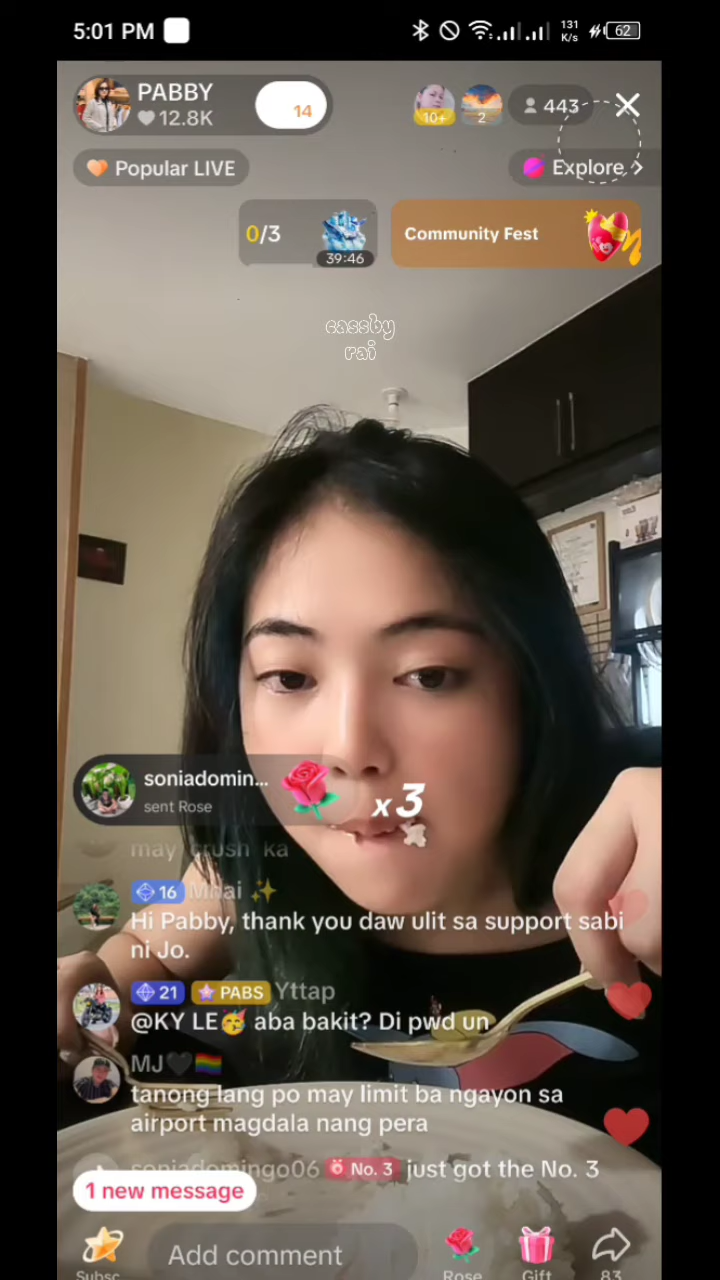 5:01 PM
131
K/s
62
PABBY
12.8K
14
10+
2
443
Popular LIVE
Explore
0/3
39:46
Community Fest
cassby
rai
soniadomin...
sent Rose
x3
may crush ka
16 Mhai
Hi Pabby, thank you daw ulit sa support sabi
ni Jo.
21 PABS Yttap
@KY LE🥳 aba bakit? Di pwd un
MJ🖤🏳️‍🌈
tanong lang po may limit ba ngayon sa
airport magdala nang pera
soniadomingo06 No. 3 just got the No. 3
1 new message
Subsc
Add comment
Rose
Gift
83